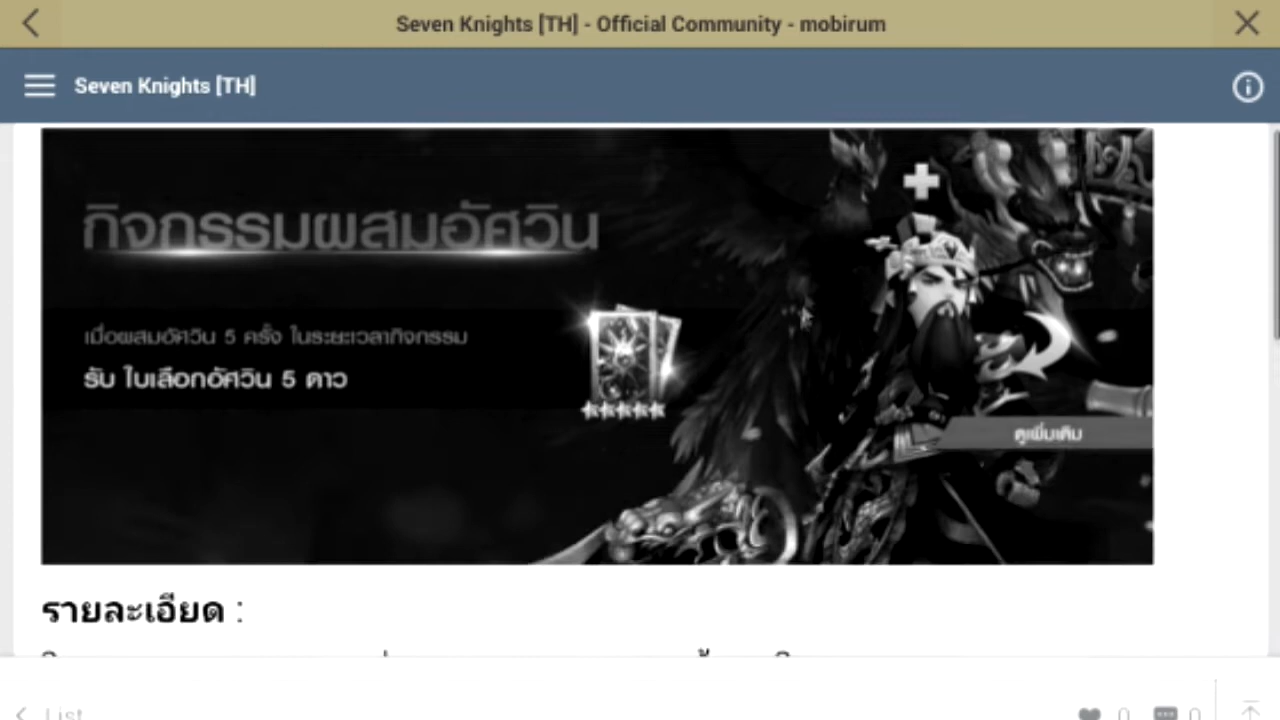 Seven Knights [TH] - Official Community - mobirum
Seven Knights [TH]
กิจกรรมผสมอัศวิน
เมื่อผสมอัศวิน 5 ครั้ง ในระยะเวลากิจกรรม
รับ ใบเลือกอัศวิน 5 ดาว
ดูเพิ่มเติม
รายละเอียด :
List
0
0